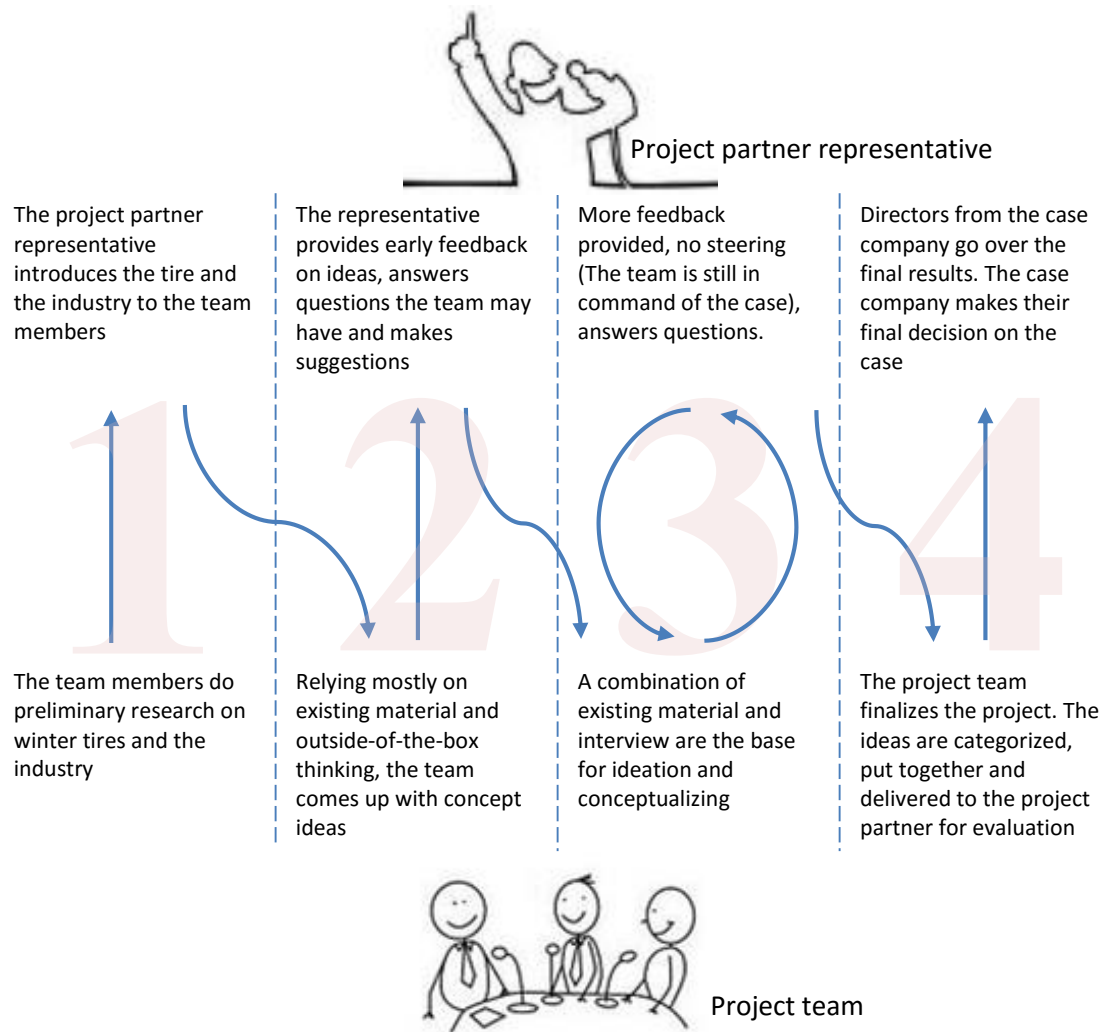 Project partner representative
The project partner
representative
introduces the tire and
the industry to the team
members
The representative
provides early feedback
on ideas, answers
questions the team may
have and makes
suggestions
More feedback
provided, no steering
(The team is still in
command of the case),
answers questions.
Directors from the case
company go over the
final results. The case
company makes their
final decision on the
case
1
2
3
4
The team members do
preliminary research on
winter tires and the
industry
Relying mostly on
existing material and
outside-of-the-box
thinking, the team
comes up with concept
ideas
A combination of
existing material and
interview are the base
for ideation and
conceptualizing
The project team
finalizes the project. The
ideas are categorized,
put together and
delivered to the project
partner for evaluation
Project team